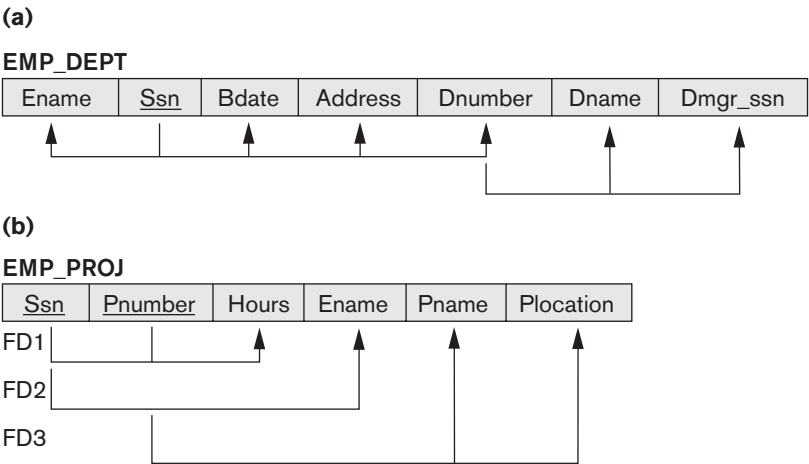 (a)
EMP_DEPT
Ename Ssn Bdate Address Dnumber Dname Dmgr_ssn
(b)
EMP_PROJ
Ssn Pnumber Hours Ename Pname Plocation
FD1
FD2
FD3